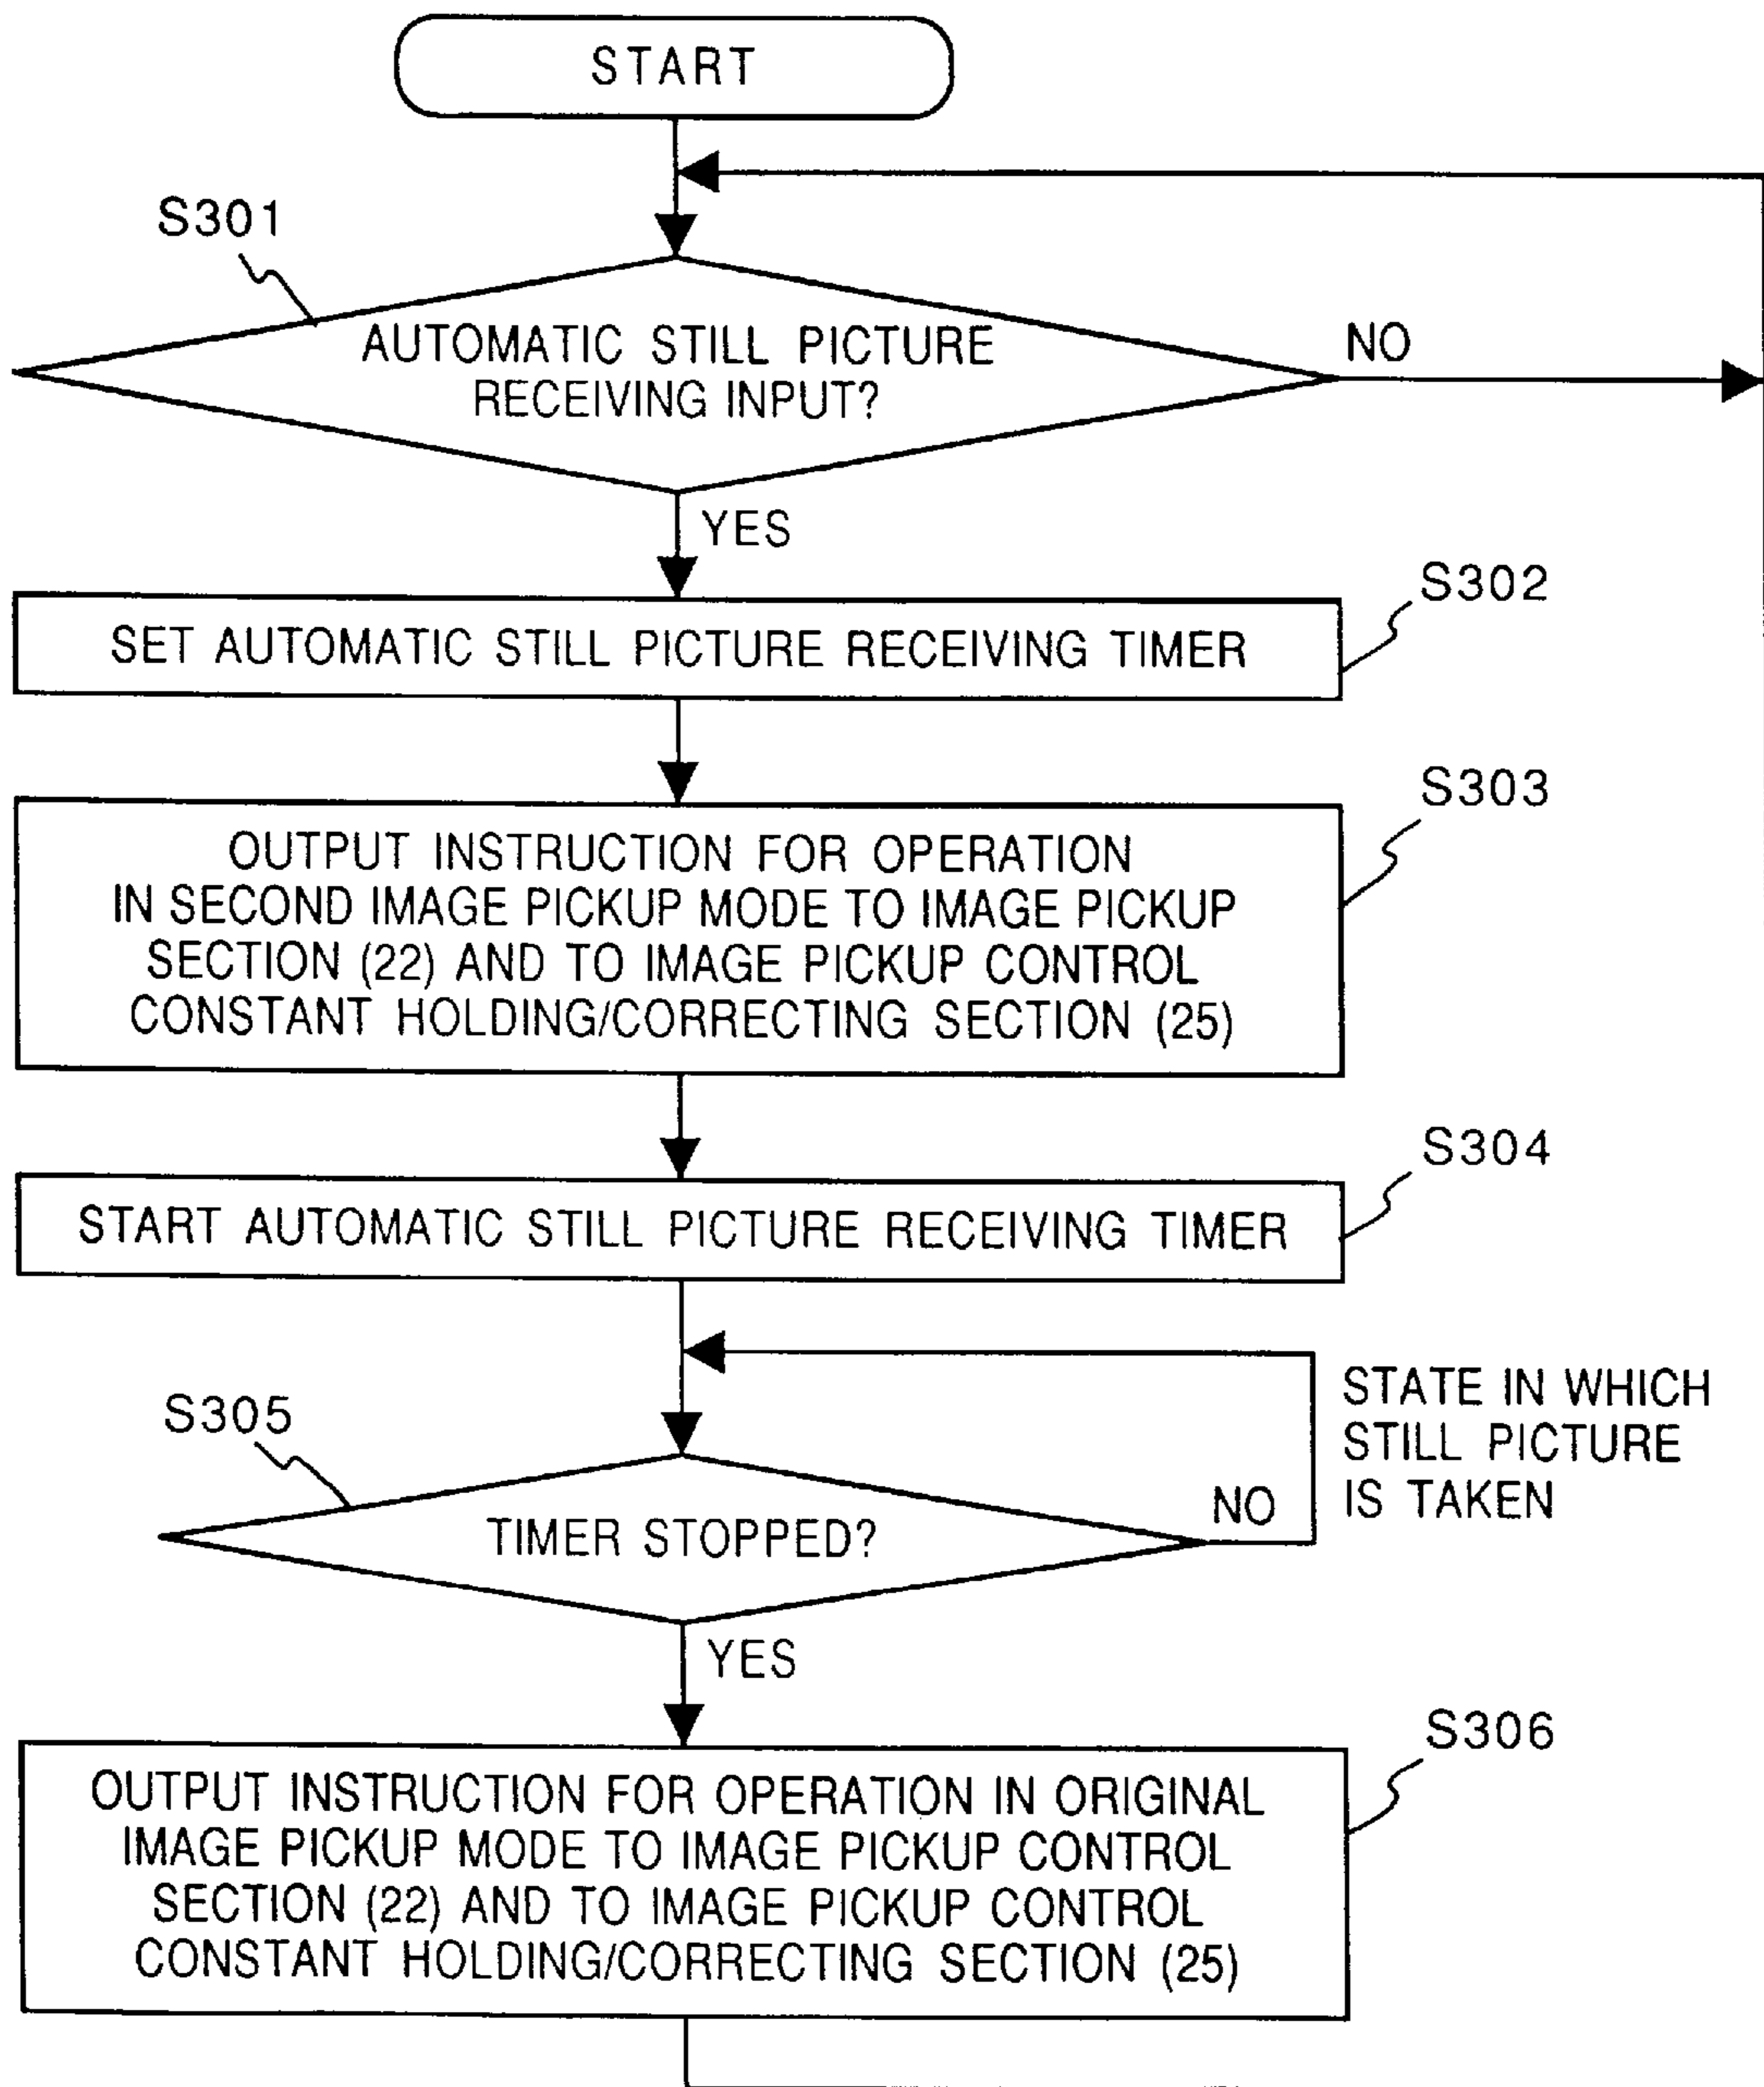 START
S301
AUTOMATIC STILL PICTURE
RECEIVING INPUT?
NO
YES
S302
SET AUTOMATIC STILL PICTURE RECEIVING TIMER
S303
OUTPUT INSTRUCTION FOR OPERATION
IN SECOND IMAGE PICKUP MODE TO IMAGE PICKUP
SECTION (22) AND TO IMAGE PICKUP CONTROL
CONSTANT HOLDING/CORRECTING SECTION (25)
S304
START AUTOMATIC STILL PICTURE RECEIVING TIMER
S305
TIMER STOPPED?
NO
STATE IN WHICH
STILL PICTURE
IS TAKEN
YES
S306
OUTPUT INSTRUCTION FOR OPERATION IN ORIGINAL
IMAGE PICKUP MODE TO IMAGE PICKUP CONTROL
SECTION (22) AND TO IMAGE PICKUP CONTROL
CONSTANT HOLDING/CORRECTING SECTION (25)